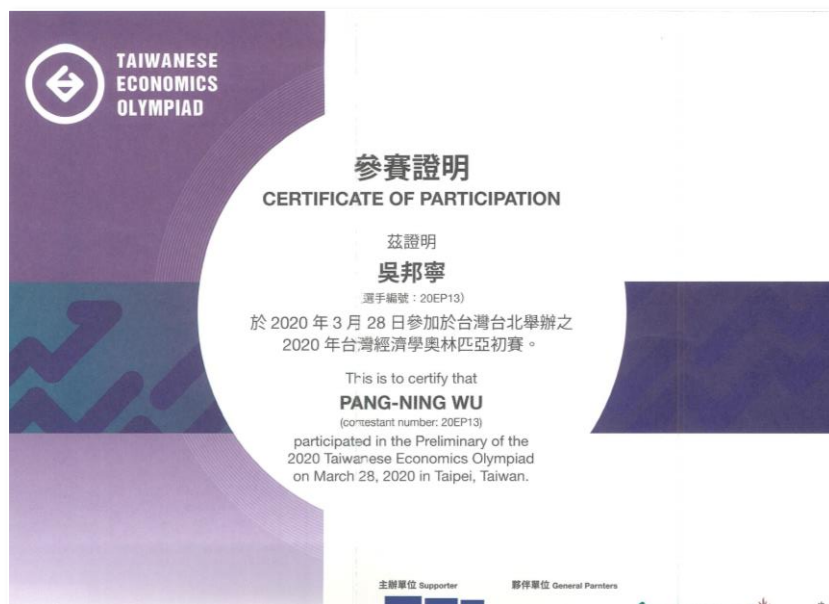 TAIWANESE
ECONOMICS
OLYMPIAD
參賽證明
CERTIFICATE OF PARTICIPATION
茲證明
吳邦寧
選手編號：20EP13）
於 2020 年 3 月 28 日參加於台灣台北舉辦之
2020 年台灣經濟學奧林匹亞初賽。
This is to certify that
PANG-NING WU
(contestant number: 20EP13)
participated in the Preliminary of the
2020 Taiwanese Economics Olympiad
on March 28, 2020 in Taipei, Taiwan.
主辦單位 Supporter
夥伴單位 General Parnters